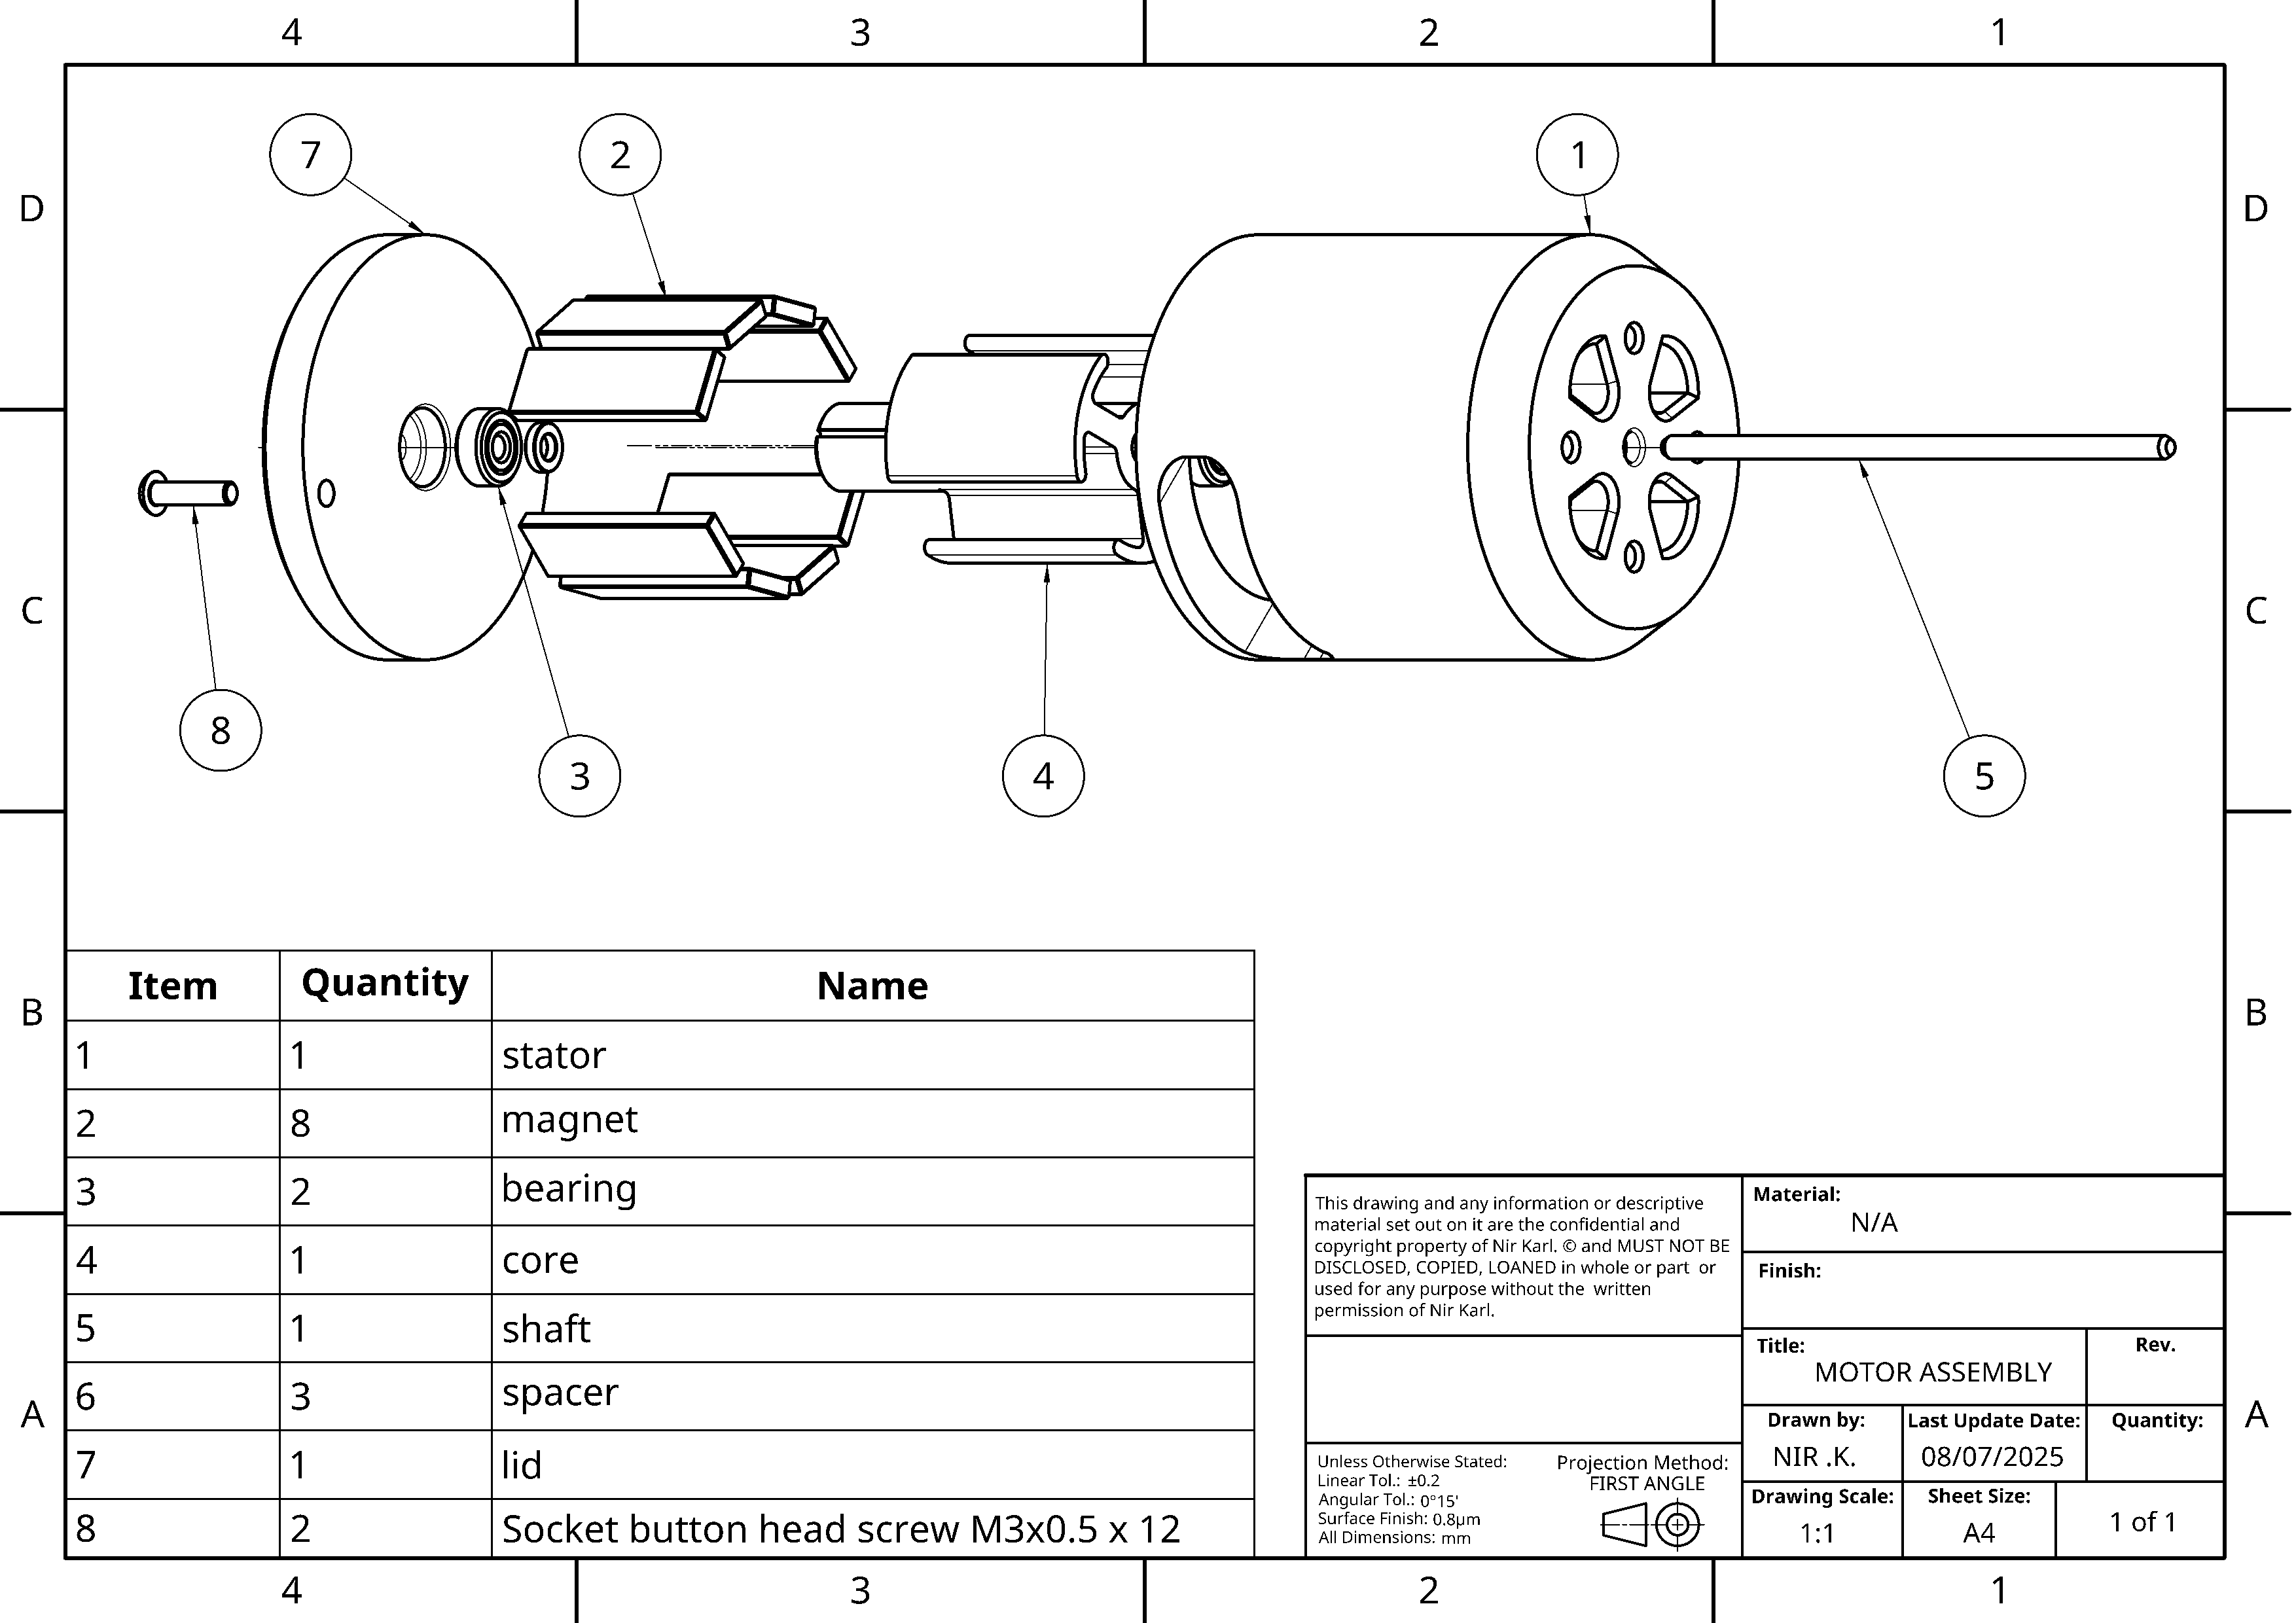 4 3 2 1
7 2 1
D D
C C
8 3 4 5
B B
A A
Item Quantity Name
1 1 stator
2 8 magnet
3 2 bearing
4 1 core
5 1 shaft
6 3 spacer
7 1 lid
8 2 Socket button head screw M3x0.5 x 12
This drawing and any information or descriptive
material set out on it are the confidential and
copyright property of Nir Karl. © and MUST NOT BE
DISCLOSED, COPIED, LOANED in whole or part or
used for any purpose without the written
permission of Nir Karl.
Unless Otherwise Stated:
Linear Tol.: ±0.2
Angular Tol.: 0°15'
Surface Finish: 0.8µm
All Dimensions: mm
Projection Method:
FIRST ANGLE
Material:
N/A
Finish:
Title:
MOTOR ASSEMBLY
Rev.
Drawn by:
NIR .K.
Last Update Date:
08/07/2025
Quantity:
Drawing Scale:
1:1
Sheet Size:
A4
1 of 1
4 3 2 1